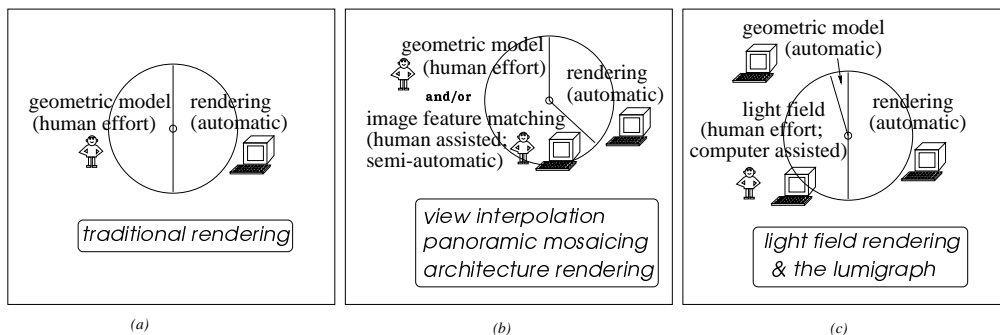 geometric model
(human effort)
rendering
(automatic)
traditional rendering
(a)
geometric model
(human effort)
and/or
image feature matching
(human assisted;
semi-automatic)
rendering
(automatic)
view interpolation
panoramic mosaicing
architecture rendering
(b)
geometric model
(automatic)
light field
(human effort;
computer assisted)
rendering
(automatic)
light field rendering
& the lumigraph
(c)